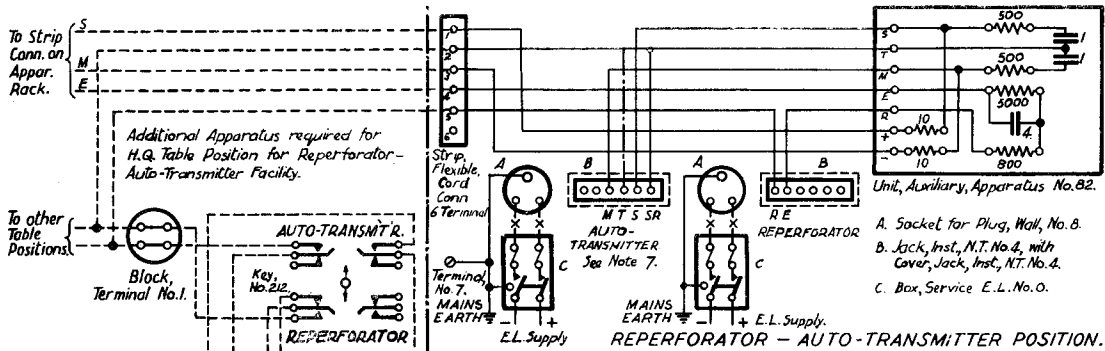 To Strip
Conn. on
Appar.
Rack.
S
M
E
1
2
3
4
5
6
Additional Apparatus required for
H.Q. Table Position for Reperforator-
Auto-Transmitter Facility.
Strip,
Flexible,
Cord
Conn
6 Terminal
To other
Table
Positions.
Block,
Terminal No.1.
AUTO-TRANSMTR.
Key,
No.212.
REPERFORATOR
Terminal,
No.7.
MAINS
EARTH
A
B
C
- +
E.L. Supply
M T S SR
AUTO-
TRANSMITTER
See Note 7.
A
B
C
R E
REPERFORATOR
MAINS
EARTH
- +
E.L. Supply.
S
T
M
E
R
+
-
500
1
1
500
5000
4
800
10
10
Unit, Auxiliary, Apparatus No.82.
A. Socket for Plug, Wall, No.8.
B. Jack, Inst., N.T. No.4, with
Cover, Jack, Inst., N.T. No.4.
C. Box, Service E.L. No.0.
REPERFORATOR - AUTO-TRANSMITTER POSITION.